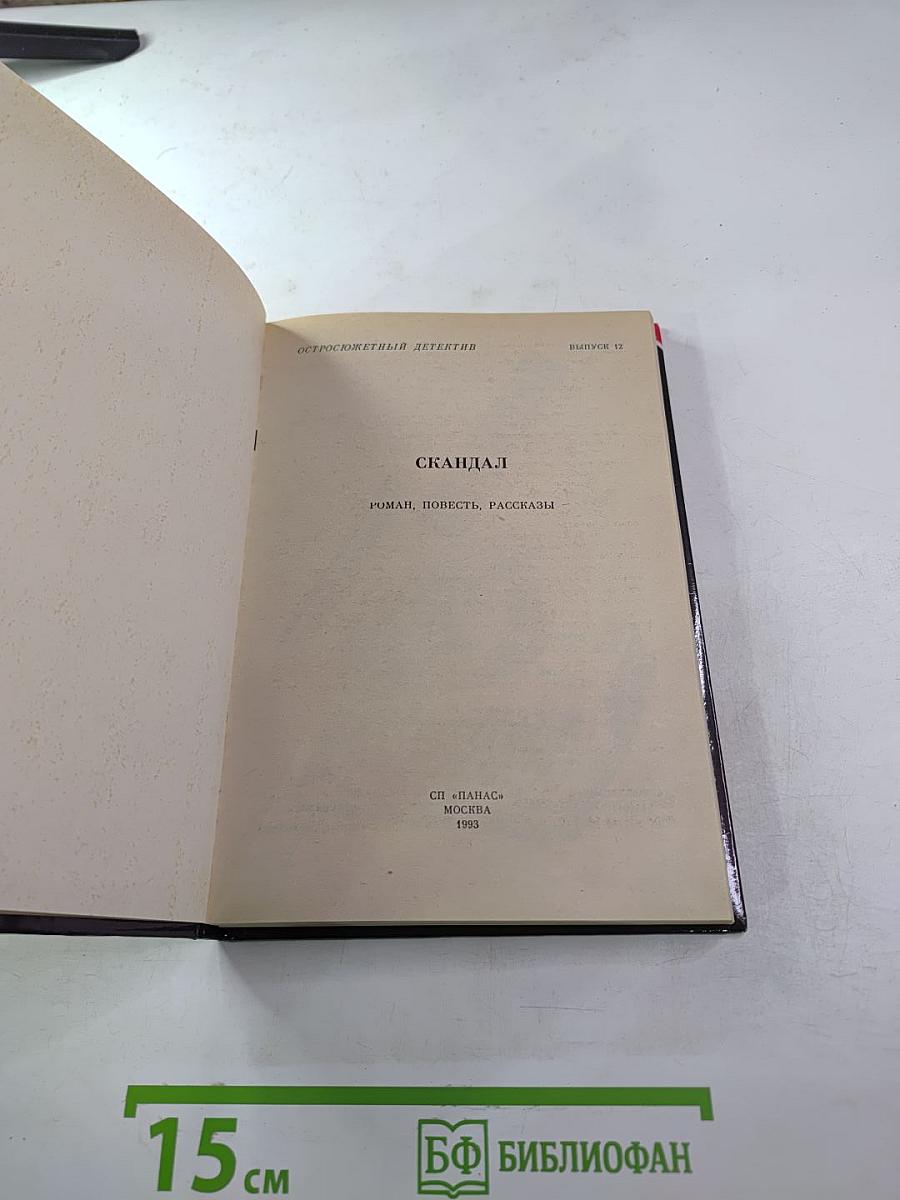 ОСТРОСЮЖЕТНЫЙ ДЕТЕКТИВ ВЫПУСК 12
СКАНДАЛ
РОМАН, ПОВЕСТЬ, РАССКАЗЫ
СП «ПАНАС»
МОСКВА
1993
15 см БФ БИБЛИОФАН